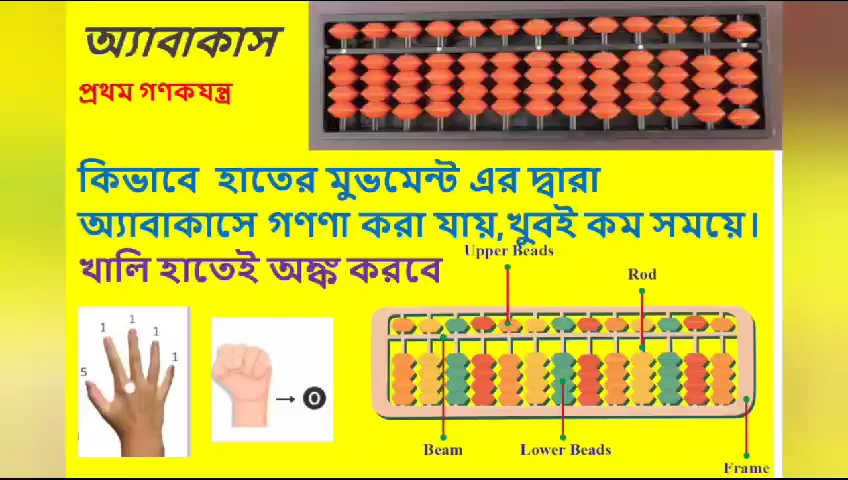 অ্যাবাকাস
প্রথম গণকযন্ত্র
কিভাবে হাতের মুভমেন্ট এর দ্বারা
অ্যাবাকাসে গণণা করা যায়,খুবই কম সময়ে।
খালি হাতেই অঙ্ক করবে
Upper Beads
Rod
1
1
1
1
5
0
Beam
Lower Beads
Frame